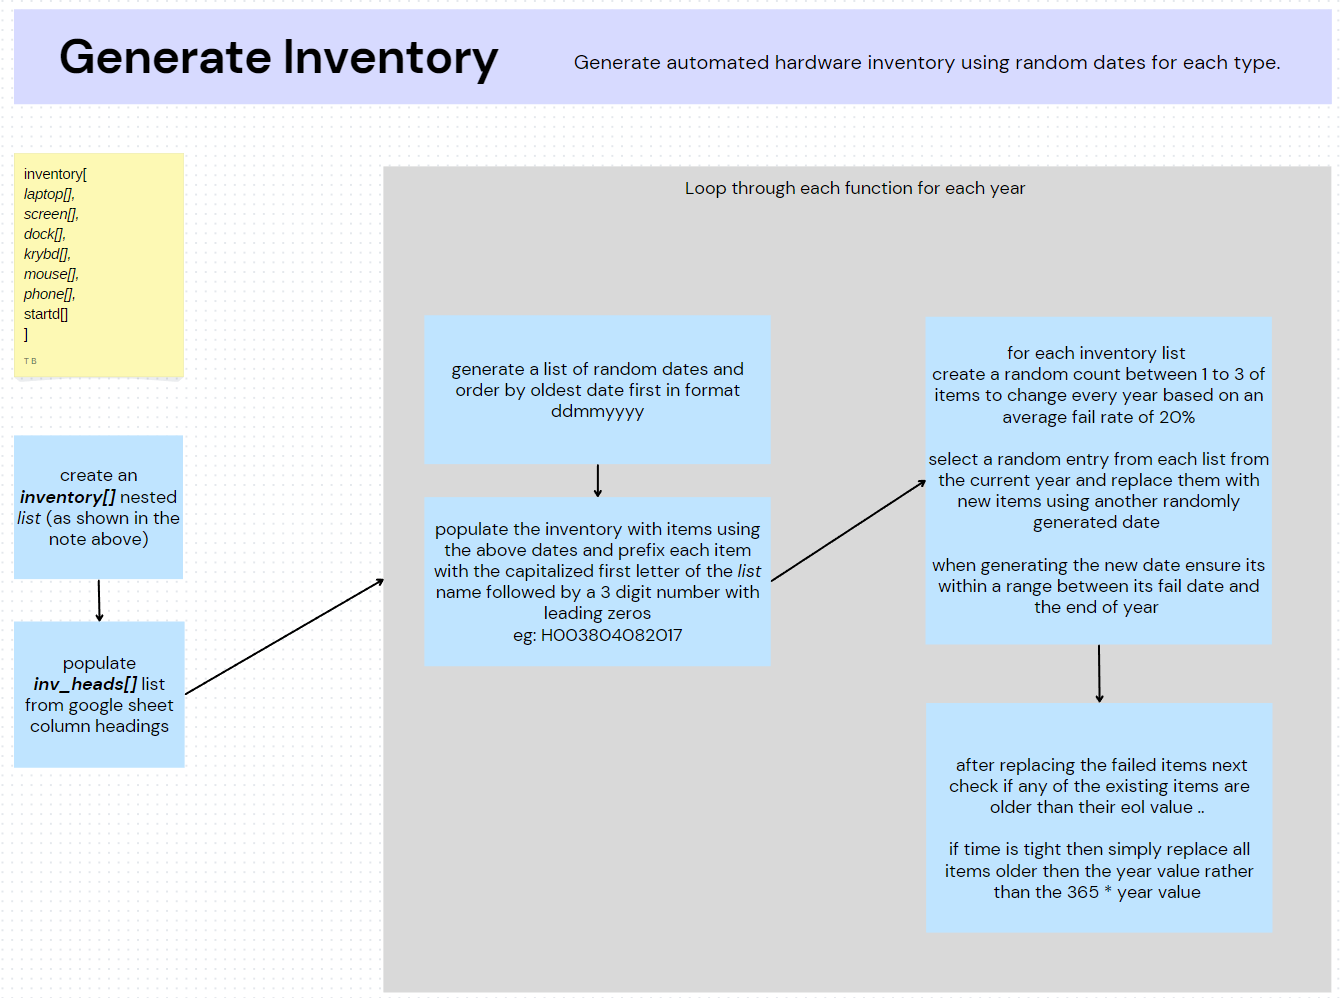 Generate Inventory
Generate automated hardware inventory using random dates for each type.
inventory[
laptop[],
screen[],
dock[],
krybd[],
mouse[],
phone[],
startd[]
]
TB
create an
inventory[] nested
list (as shown in the
note above)
populate
inv_heads[] list
from google sheet
column headings
Loop through each function for each year
generate a list of random dates and
order by oldest date first in format
ddmmyyyy
populate the inventory with items using
the above dates and prefix each item
with the capitalized first letter of the list
name followed by a 3 digit number with
leading zeros
eg: H003804082017
for each inventory list
create a random count between 1 to 3 of
items to change every year based on an
average fail rate of 20%
select a random entry from each list from
the current year and replace them with
new items using another randomly
generated date
when generating the new date ensure its
within a range between its fail date and
the end of year
after replacing the failed items next
check if any of the existing items are
older than their eol value ..
if time is tight then simply replace all
items older then the year value rather
than the 365 * year value